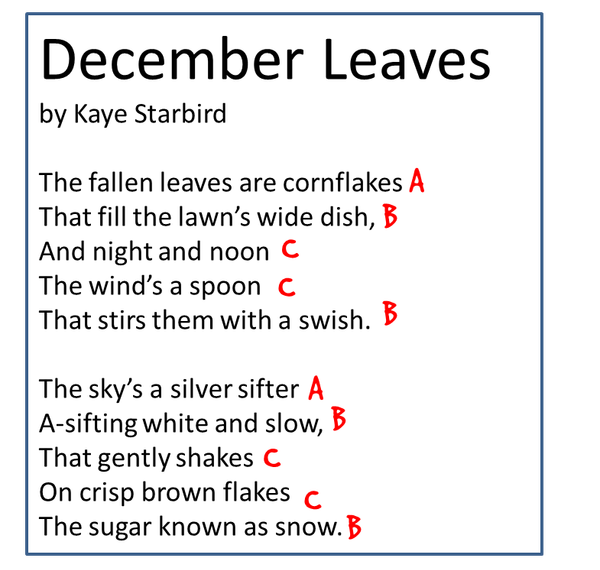 December Leaves
by Kaye Starbird
The fallen leaves are cornflakes A
That fill the lawn’s wide dish, B
And night and noon C
The wind’s a spoon C
That stirs them with a swish. B
The sky’s a silver sifter A
A-sifting white and slow, B
That gently shakes C
On crisp brown flakes C
The sugar known as snow. B